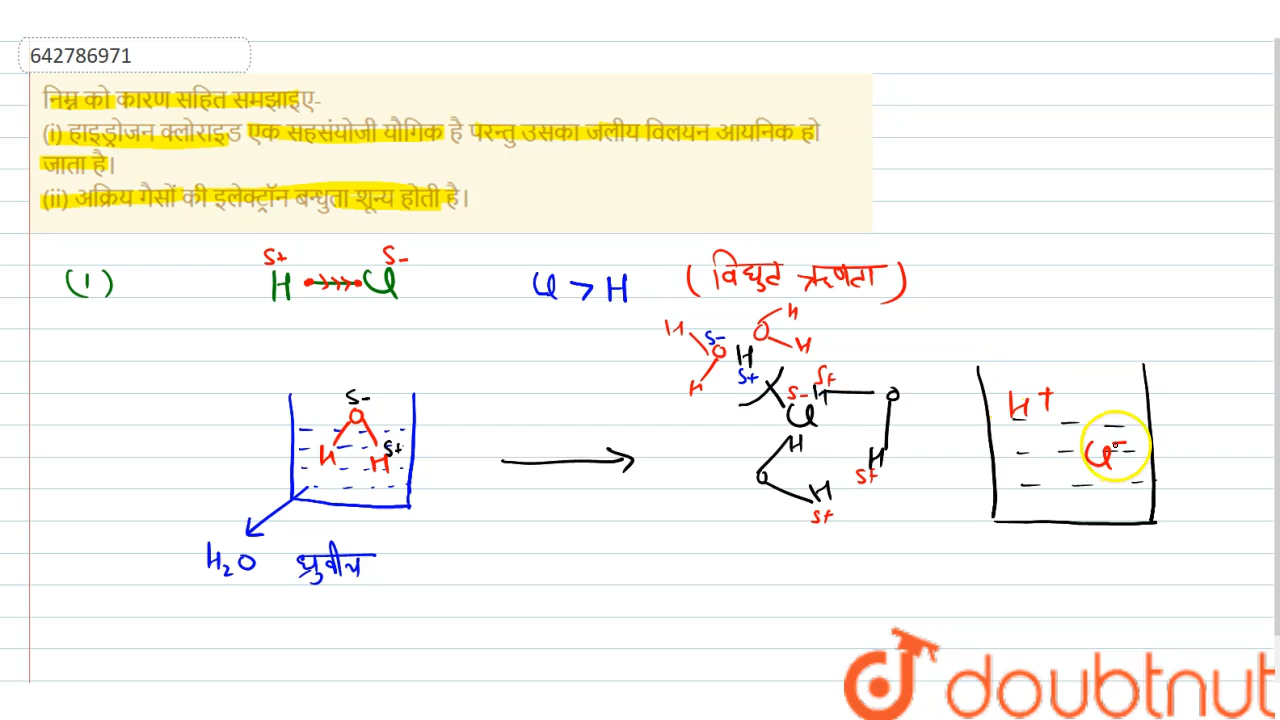 642786971
निम्न को कारण सहित समझाइए-
(i) हाइड्रोजन क्लोराइड एक सहसंयोजी यौगिक है परन्तु उसका जलीय विलयन आयनिक हो
जाता है।
(ii) अक्रिय गैसों की इलेक्ट्रॉन बन्धुता शून्य होती है।
(1) H Cl Cl > H (विद्युत ऋणता)
δ+ δ-
H O H
H
δ- O H
H δ+
δ- δ+
Cl H O
H H δ+
O H δ+
δ-
O
H H δ+
H+
Cl-
H₂O ध्रुवीय
doubtnut